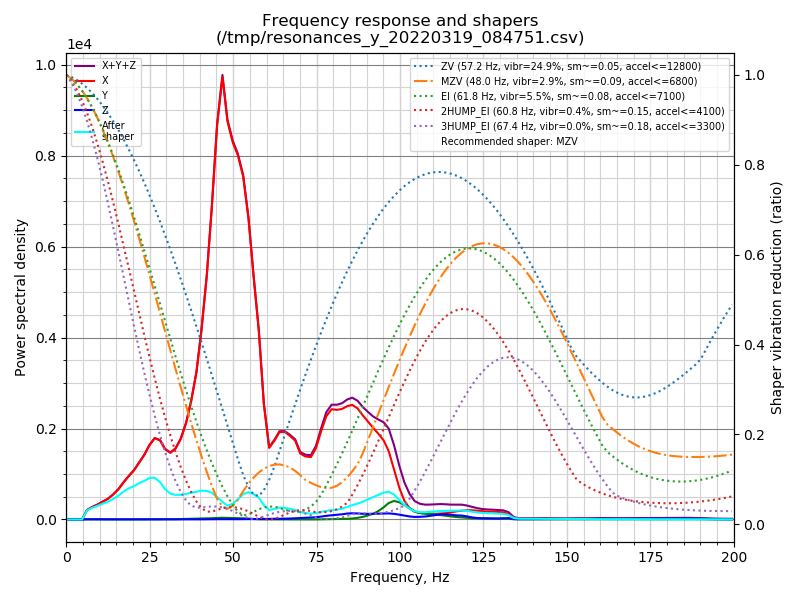 Frequency response and shapers
(/tmp/resonances_y_20220319_084751.csv)
1e4
X+Y+Z
X
Y
Z
After
shaper
ZV (57.2 Hz, vibr=24.9%, sm~=0.05, accel<=12800)
MZV (48.0 Hz, vibr=2.9%, sm~=0.09, accel<=6800)
EI (61.8 Hz, vibr=5.5%, sm~=0.08, accel<=7100)
2HUMP_EI (60.8 Hz, vibr=0.4%, sm~=0.15, accel<=4100)
3HUMP_EI (67.4 Hz, vibr=0.0%, sm~=0.18, accel<=3300)
Recommended shaper: MZV
Power spectral density
1.0
0.8
0.6
0.4
0.2
0.0
Shaper vibration reduction (ratio)
1.0
0.8
0.6
0.4
0.2
0.0
0 25 50 75 100 125 150 175 200
Frequency, Hz